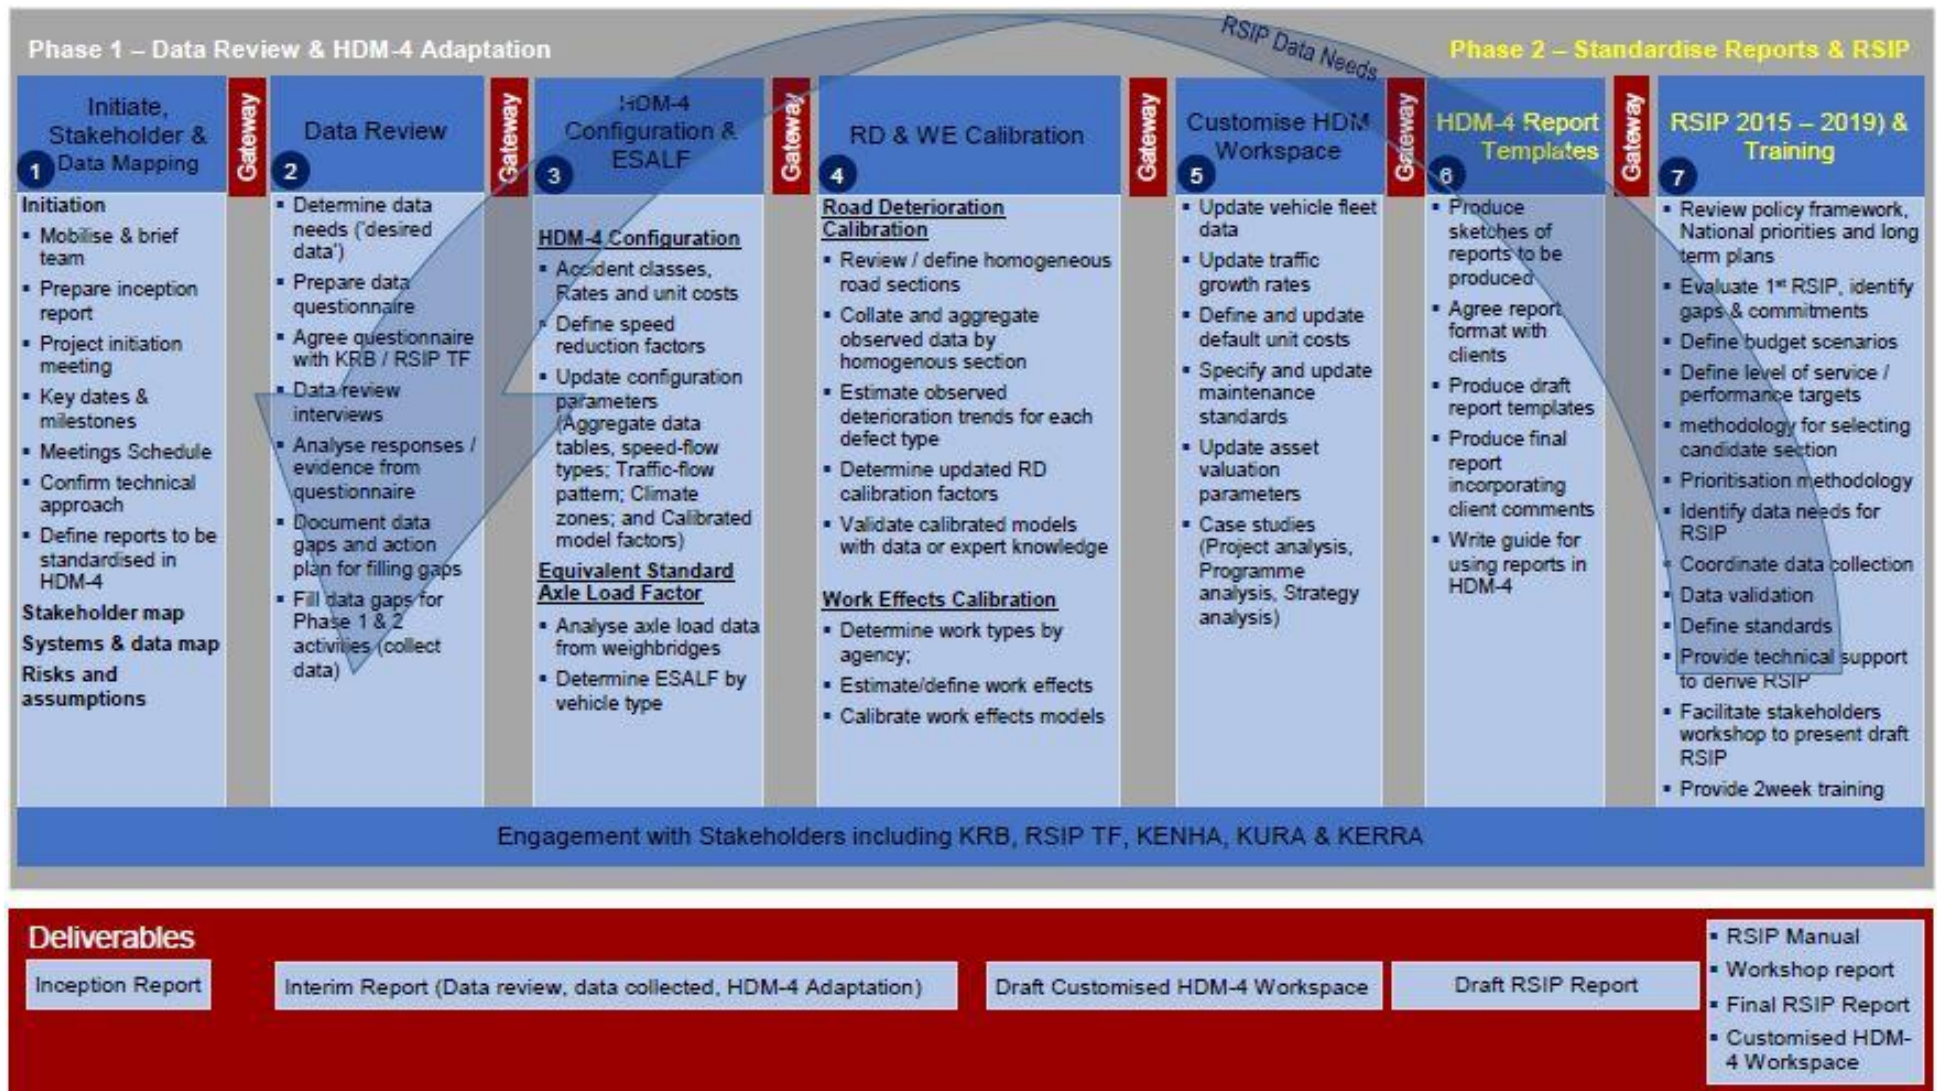 Phase 1 – Data Review & HDM-4 Adaptation
RSIP Data Needs
Phase 2 – Standardise Reports & RSIP
Initiate,
Stakeholder &
Data Mapping
1
Gateway
Data Review
2
Gateway
HDM-4
Configuration &
ESALF
3
Gateway
RD & WE Calibration
4
Gateway
Customise HDM
Workspace
5
Gateway
HDM-4 Report
Templates
6
Gateway
RSIP 2015 – 2019) &
Training
7
Initiation
▪ Mobilise & brief
team
▪ Prepare inception
report
▪ Project initiation
meeting
▪ Key dates &
milestones
▪ Meetings Schedule
▪ Confirm technical
approach
▪ Define reports to be
standardised in
HDM-4
Stakeholder map
Systems & data map
Risks and
assumptions
▪ Determine data
needs ('desired
data')
▪ Prepare data
questionnaire
▪ Agree questionnaire
with KRB / RSIP TF
▪ Data review
interviews
▪ Analyse responses /
evidence from
questionnaire
▪ Document data
gaps and action
plan for filling gaps
▪ Fill data gaps for
Phase 1 & 2
activities (collect
data)
HDM-4 Configuration
▪ Accident classes,
Rates and unit costs
▪ Define speed
reduction factors
▪ Update configuration
parameters
(Aggregate data
tables, speed-flow
types; Traffic-flow
pattern; Climate
zones; and Calibrated
model factors)
Equivalent Standard
Axle Load Factor
▪ Analyse axle load data
from weighbridges
▪ Determine ESALF by
vehicle type
Road Deterioration
Calibration
▪ Review / define homogeneous
road sections
▪ Collate and aggregate
observed data by
homogenous section
▪ Estimate observed
deterioration trends for each
defect type
▪ Determine updated RD
calibration factors
▪ Validate calibrated models
with data or expert knowledge
Work Effects Calibration
▪ Determine work types by
agency;
▪ Estimate/define work effects
▪ Calibrate work effects models
▪ Update vehicle fleet
data
▪ Update traffic
growth rates
▪ Define and update
default unit costs
▪ Specify and update
maintenance
standards
▪ Update asset
valuation
parameters
▪ Case studies
(Project analysis,
Programme
analysis, Strategy
analysis)
▪ Produce
sketches of
reports to be
produced
▪ Agree report
format with
clients
▪ Produce draft
report templates
▪ Produce final
report
incorporating
client comments
▪ Write guide for
using reports in
HDM-4
▪ Review policy framework,
National priorities and long
term plans
▪ Evaluate 1st RSIP, identify
gaps & commitments
▪ Define budget scenarios
▪ Define level of service /
performance targets
▪ methodology for selecting
candidate section
▪ Prioritisation methodology
▪ Identify data needs for
RSIP
▪ Coordinate data collection
▪ Data validation
▪ Define standards
▪ Provide technical support
to derive RSIP
▪ Facilitate stakeholders
workshop to present draft
RSIP
▪ Provide 2week training
Engagement with Stakeholders including KRB, RSIP TF, KENHA, KURA & KERRA
Deliverables
Inception Report
Interim Report (Data review, data collected, HDM-4 Adaptation)
Draft Customised HDM-4 Workspace
Draft RSIP Report
▪ RSIP Manual
▪ Workshop report
▪ Final RSIP Report
▪ Customised HDM-
4 Workspace